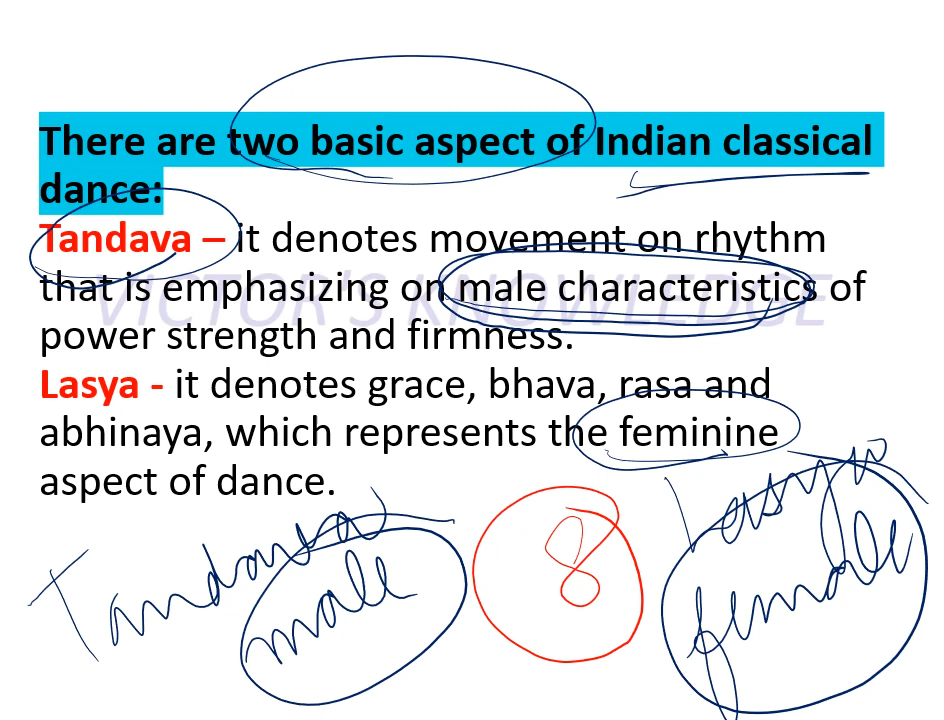 There are two basic aspect of Indian classical
dance:
Tandava – it denotes movement on rhythm
that is emphasizing on male characteristics of
VICTOR'S KNOWLEDGE
power strength and firmness.
Lasya - it denotes grace, bhava, rasa and
abhinaya, which represents the feminine
aspect of dance.
Tandava
male
8
Lasya
female